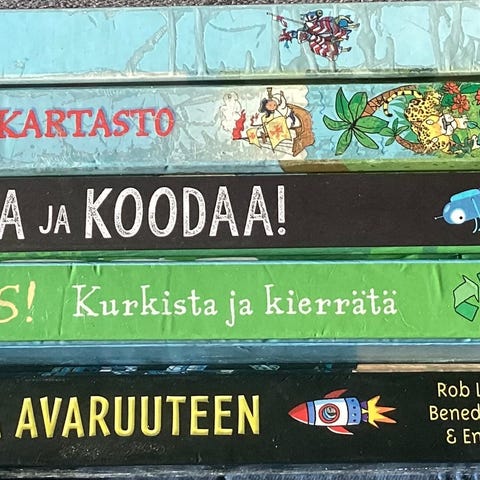 KARTASTO
A JA KOODAA!
S! Kurkista ja kierrätä
AVARUUTEEN
Rob L
Bened
& En